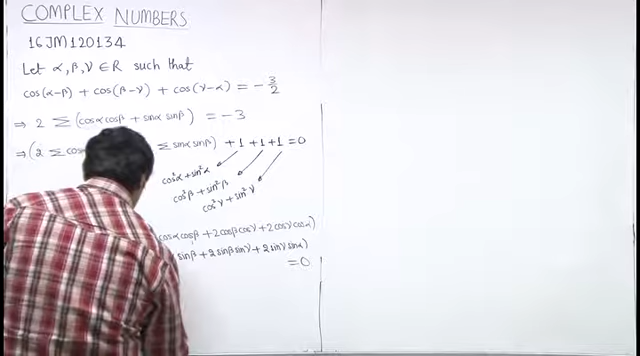 COMPLEX NUMBERS
16JM120134
Let α, β, γ ∈ R such that
cos(α-β) + cos(β-γ) + cos(γ-α) = -3/2
⇒ 2 Σ(cosα cosβ + sinα sinβ) = -3
⇒ (2 Σ Σ sinα sinβ) + 1 + 1 + 1 = 0
cos²α + sin²α
cos²β + sin²β
cos²γ + sin²γ
cosα cosβ + 2cosβ cosγ + 2cosγ cosα)
sinβ + 2sinβ sinγ + 2sinγ sinα)
= 0